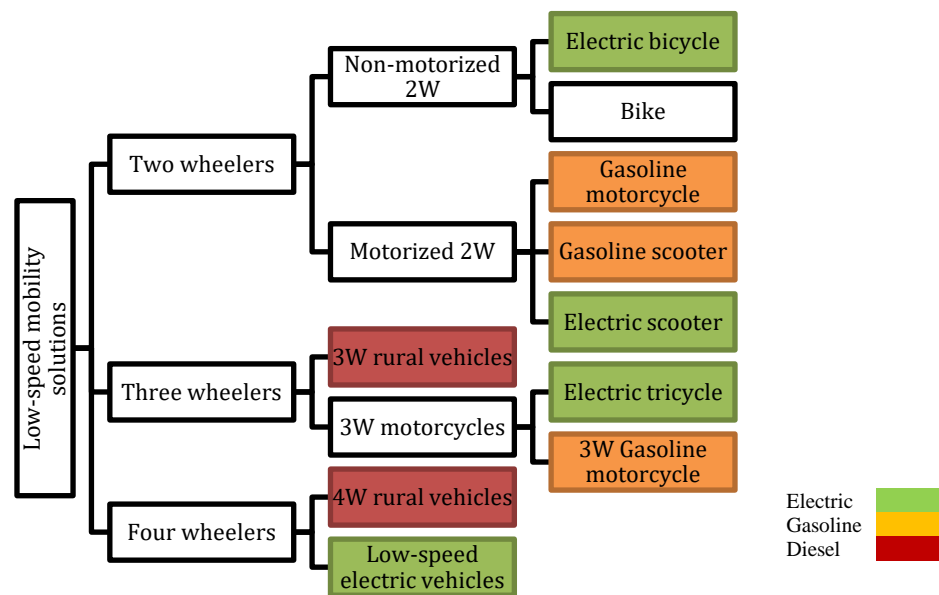 Low-speed mobility
solutions
Two wheelers
Non-motorized
2W
Electric bicycle
Bike
Motorized 2W
Gasoline
motorcycle
Gasoline scooter
Electric scooter
Three wheelers
3W rural vehicles
3W motorcycles
Electric tricycle
3W Gasoline
motorcycle
Four wheelers
4W rural vehicles
Low-speed
electric vehicles
Electric
Gasoline
Diesel